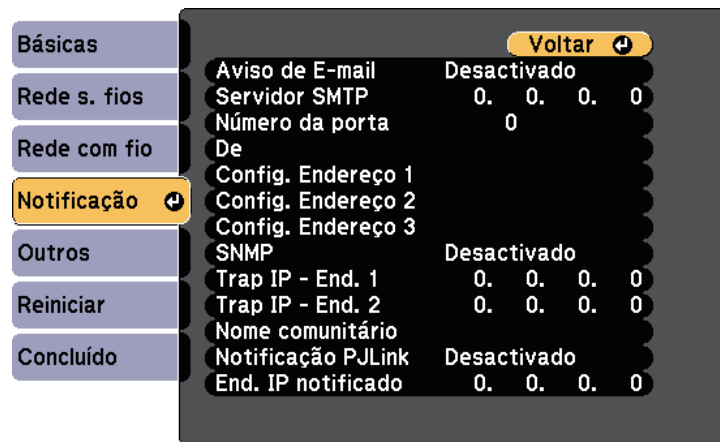 Básicas
Rede s. fios
Rede com fio
Notificação
Outros
Reiniciar
Concluído
Voltar
Aviso de E-mail Desactivado
Servidor SMTP 0. 0. 0. 0
Número da porta 0
De
Config. Endereço 1
Config. Endereço 2
Config. Endereço 3
SNMP Desactivado
Trap IP - End. 1 0. 0. 0. 0
Trap IP - End. 2 0. 0. 0. 0
Nome comunitário
Notificação PJLink Desactivado
End. IP notificado 0. 0. 0. 0